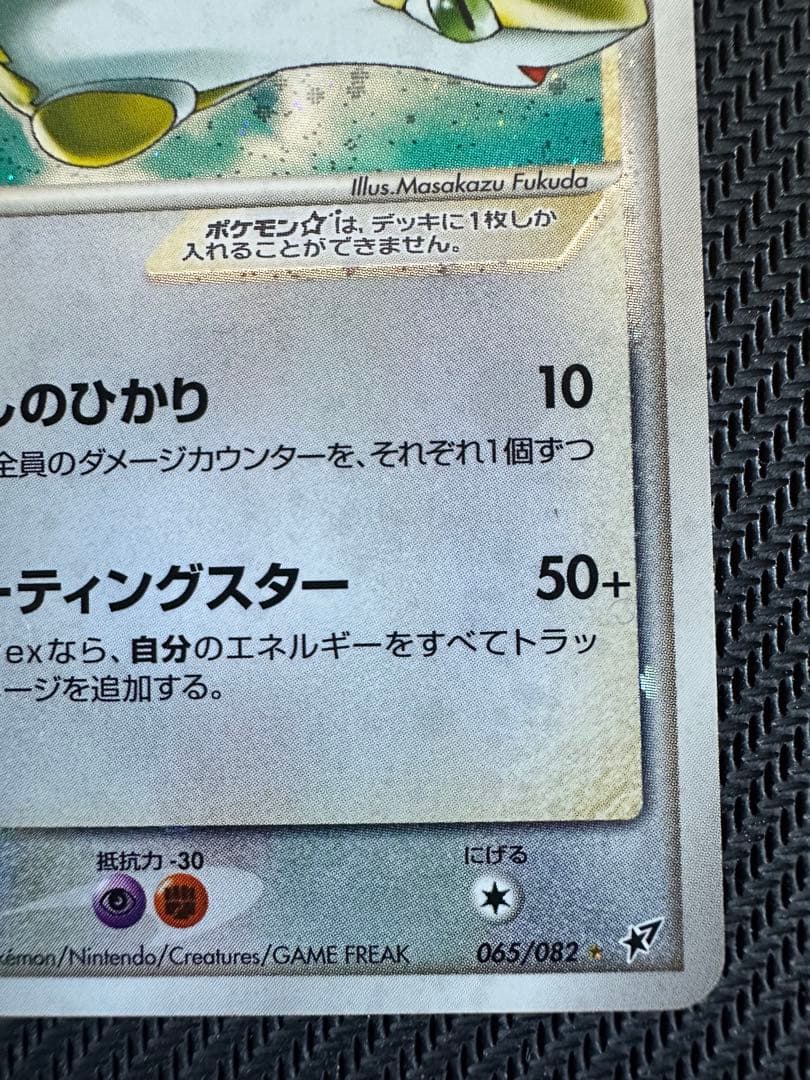 Illus.Masakazu Fukuda
ポケモン☆は、デッキに1枚しか
入れることができません。
しのひかり 10
全員のダメージカウンターを、それぞれ1個ずつ
ーティングスター 50+
exなら、自分のエネルギーをすべてトラッ
ージを追加する。
抵抗力 -30
にげる
kémon/Nintendo/Creatures/GAME FREAK 065/082 ★